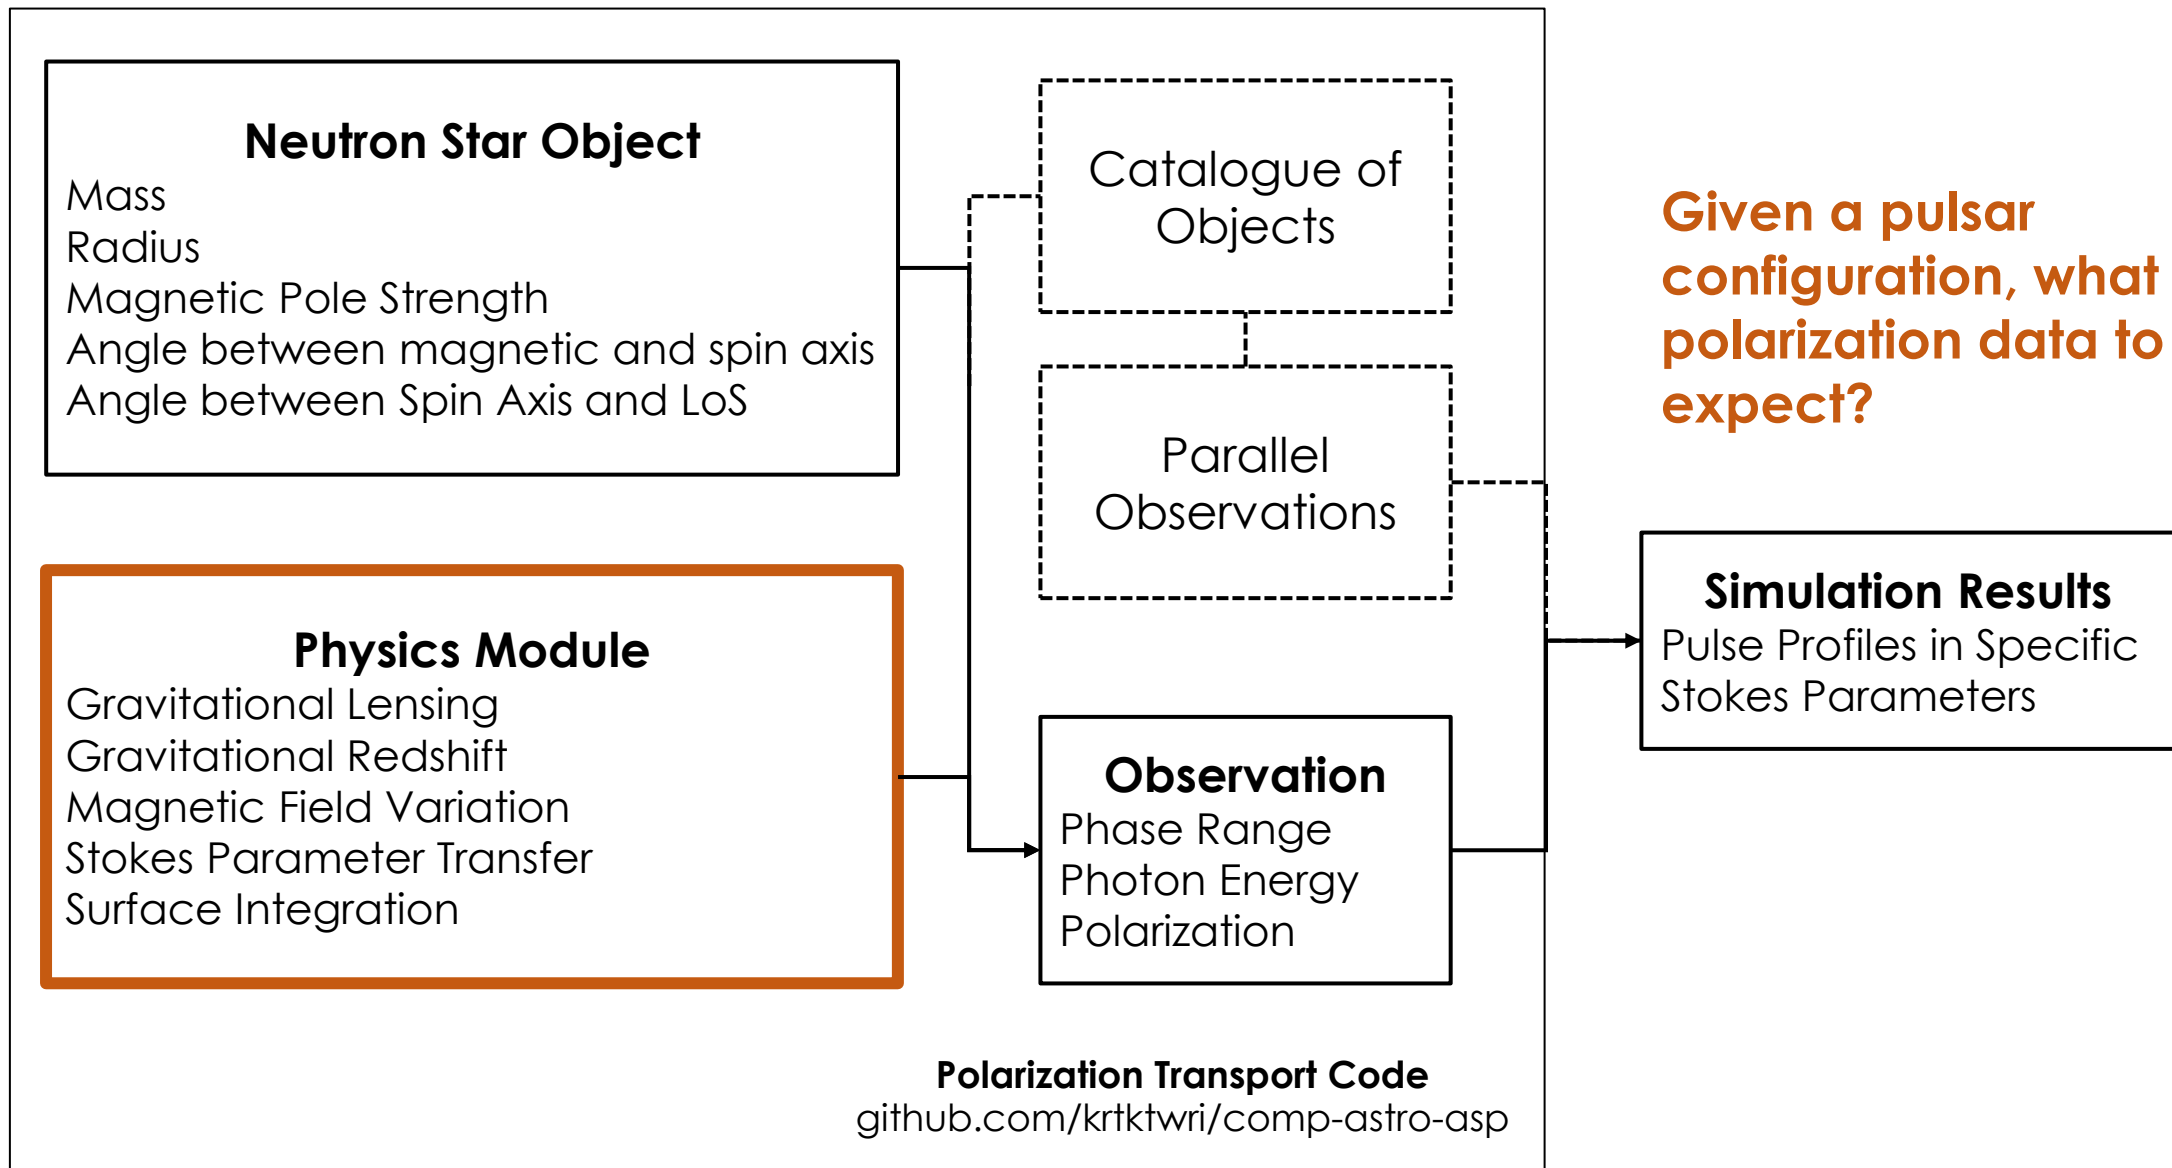 Neutron Star Object
Mass
Radius
Magnetic Pole Strength
Angle between magnetic and spin axis
Angle between Spin Axis and LoS
Physics Module
Gravitational Lensing
Gravitational Redshift
Magnetic Field Variation
Stokes Parameter Transfer
Surface Integration
Catalogue of
Objects
Parallel
Observations
Observation
Phase Range
Photon Energy
Polarization
Polarization Transport Code
github.com/krtktwri/comp-astro-asp
Given a pulsar
configuration, what
polarization data to
expect?
Simulation Results
Pulse Profiles in Specific
Stokes Parameters